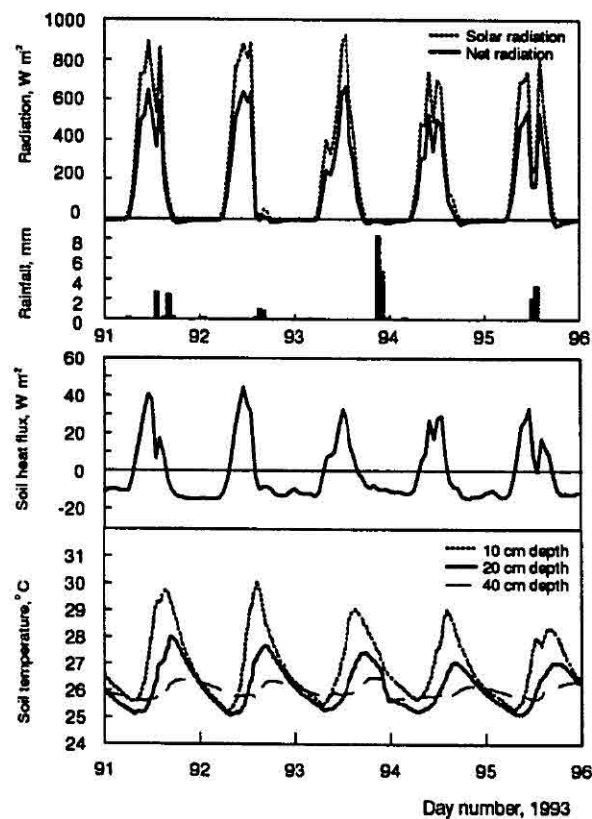 Radiation, W m²
1000
800
600
400
200
0
Solar radiation
Net radiation
Rainfall, mm
8
6
4
2
0
91 92 93 94 95 96
Soil heat flux, W m²
60
40
20
0
-20
Soil temperature, °C
31
30
29
28
27
26
25
24
10 cm depth
20 cm depth
40 cm depth
91 92 93 94 95 96
Day number, 1993